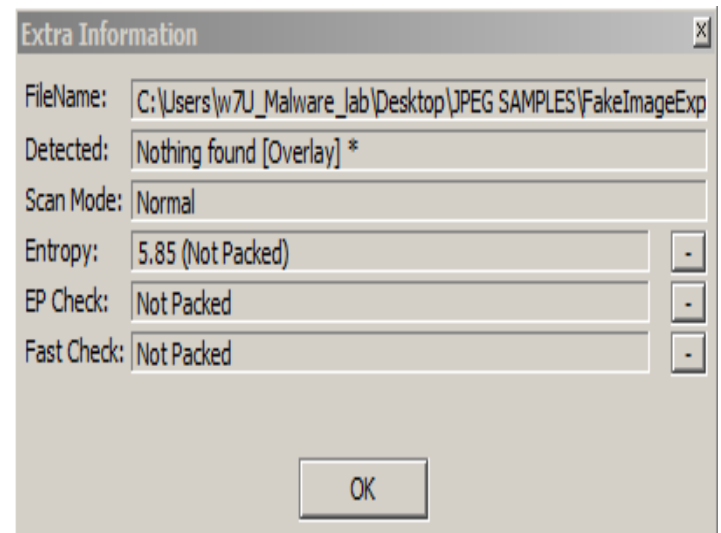 Extra Information
FileName: C:\Users\w7U_Malware_lab\Desktop\JPEG SAMPLES\FakeImageExp
Detected: Nothing found [Overlay] *
Scan Mode: Normal
Entropy: 5.85 (Not Packed) -
EP Check: Not Packed -
Fast Check: Not Packed -
OK